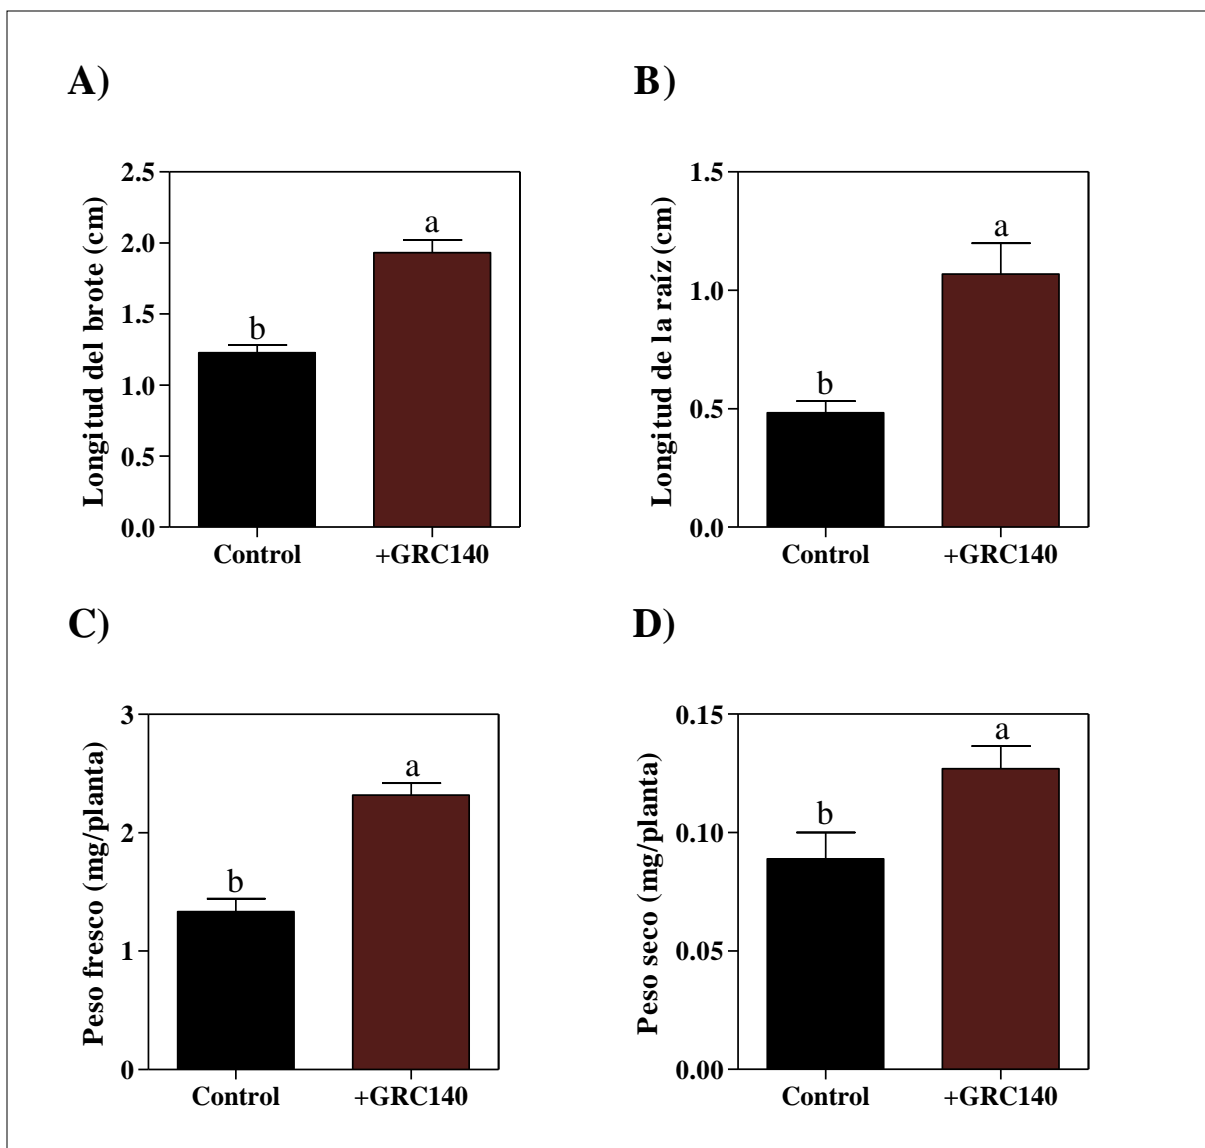 A)
Longitud del brote (cm)
2.5
2.0
1.5
1.0
0.5
0.0
b
a
Control +GRC140
B)
Longitud de la raíz (cm)
1.5
1.0
0.5
0.0
b
a
Control +GRC140
C)
Peso fresco (mg/planta)
3
2
1
0
b
a
Control +GRC140
D)
Peso seco (mg/planta)
0.15
0.10
0.05
0.00
b
a
Control +GRC140